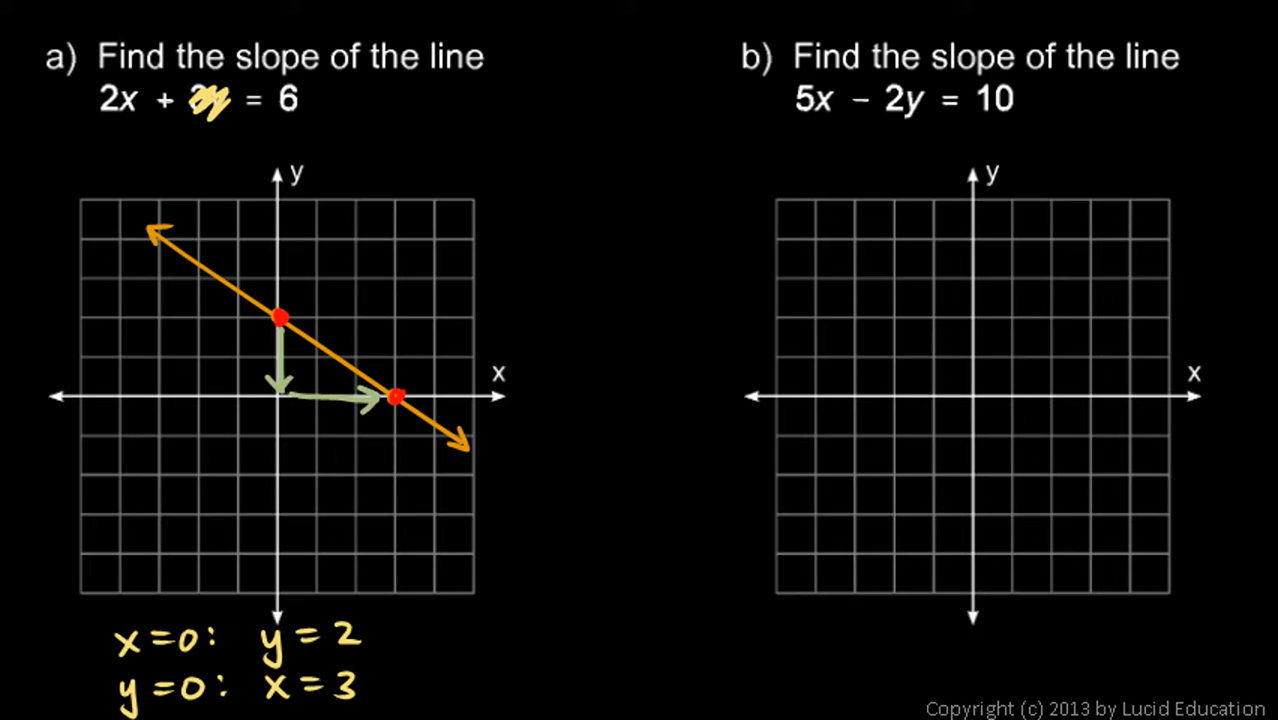 a) Find the slope of the line
2x + = 6
y
x
x=0: y=2
y=0: x=3
b) Find the slope of the line
5x − 2y = 10
y
x
Copyright (c) 2013 by Lucid Education